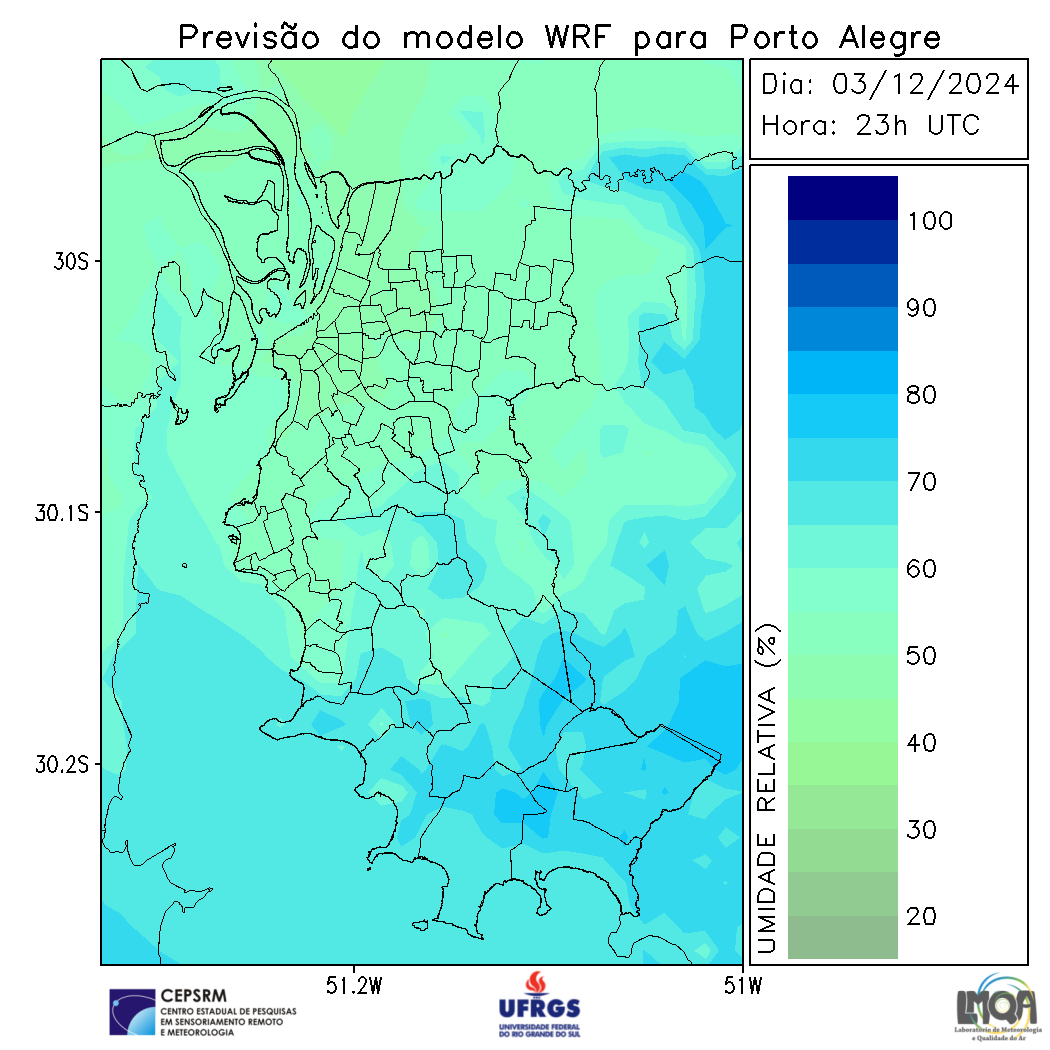 Previsão do modelo WRF para Porto Alegre
Dia: 03/12/2024
Hora: 23h UTC
100
90
80
70
60
50
40
30
20
UMIDADE RELATIVA (%)
30S
30.1S
30.2S
51.2W
51W
CEPSRM
CENTRO ESTADUAL DE PESQUISAS
EM SENSORIAMENTO REMOTO
E METEOROLOGIA
UFRGS
UNIVERSIDADE FEDERAL
DO RIO GRANDE DO SUL
LMQA
Laboratório de Meteorologia
e Qualidade do Ar